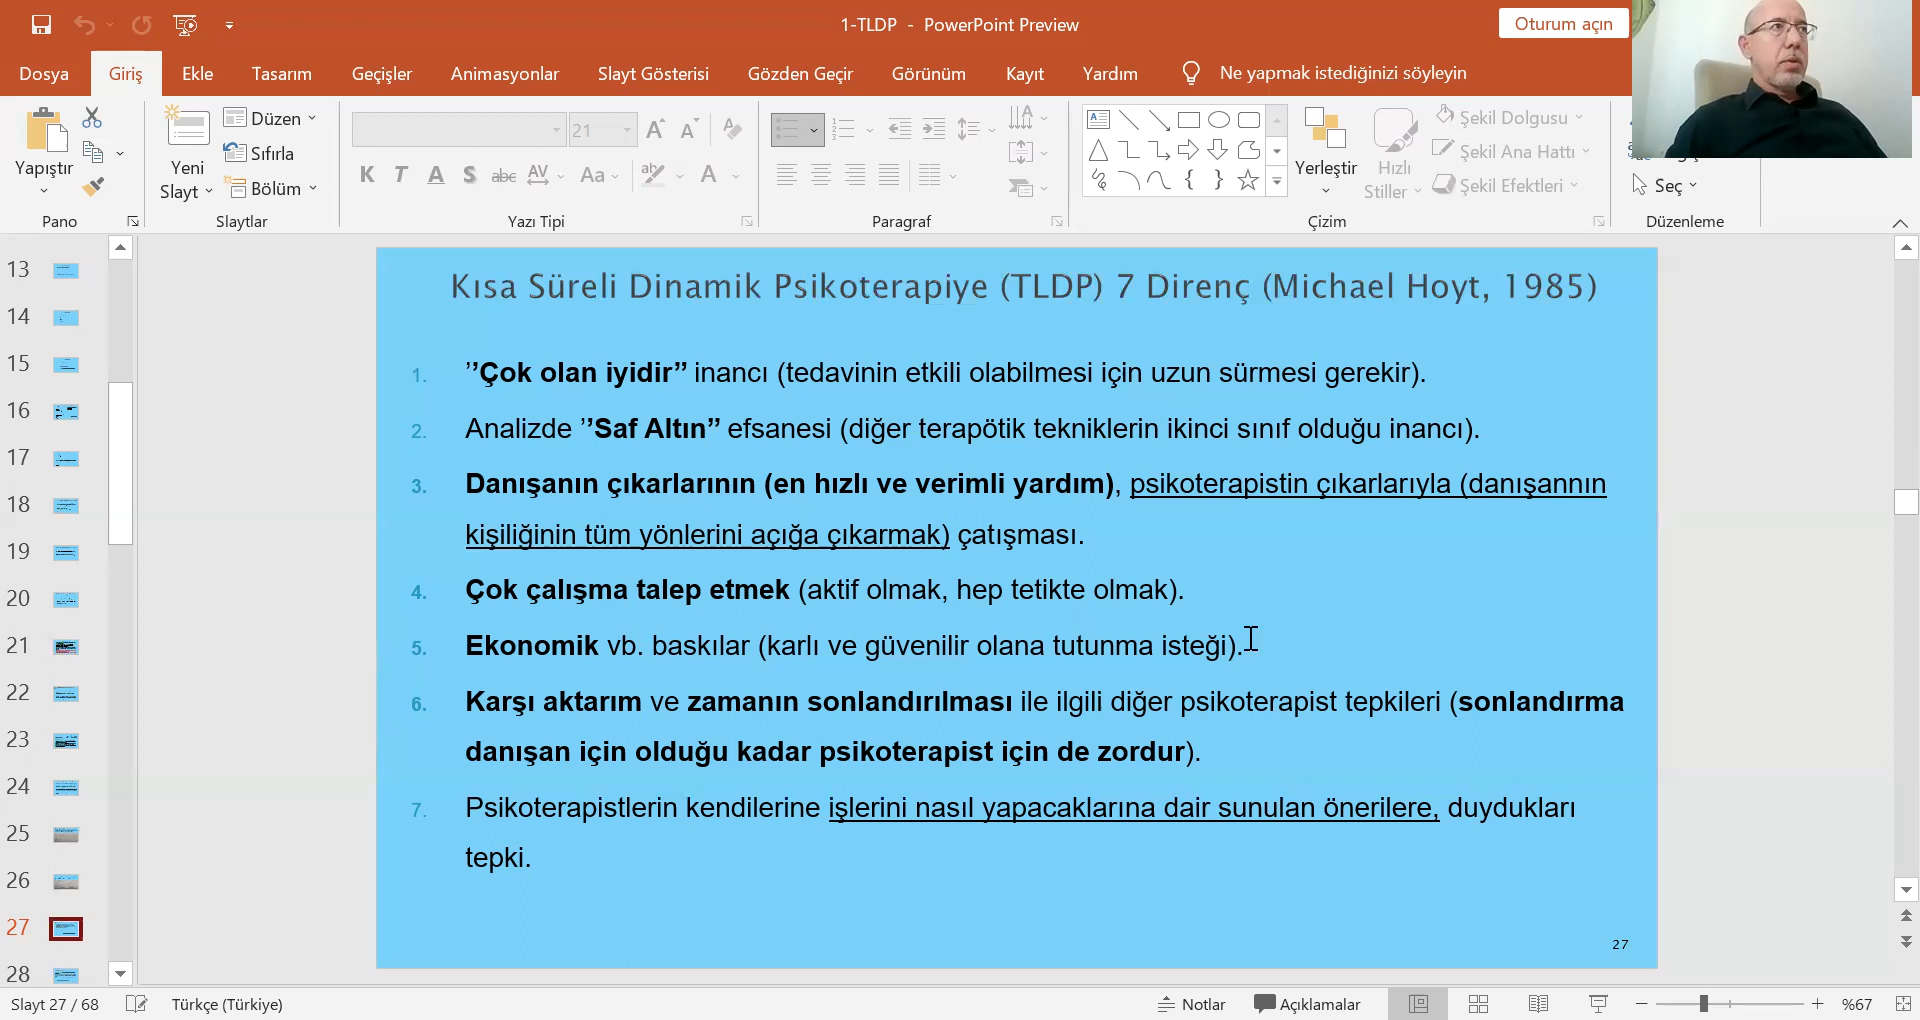 1-TLDP - PowerPoint Preview
Oturum açın
Dosya Giriş Ekle Tasarım Geçişler Animasyonlar Slayt Gösterisi Gözden Geçir Görünüm Kayıt Yardım Ne yapmak istediğinizi söyleyin
Yapıştır
Yeni Slayt
Düzen
Sıfırla
Bölüm
21
K T A S abc AV Aa A
Yerleştir
Hızlı Stiller
Şekil Dolgusu
Şekil Ana Hattı
Şekil Efektleri
Seç
Pano Slaytlar Yazı Tipi Paragraf Çizim Düzenleme
13
14
15
16
17
18
19
20
21
22
23
24
25
26
27
28
Kısa Süreli Dinamik Psikoterapiye (TLDP) 7 Direnç (Michael Hoyt, 1985)
1. ’’Çok olan iyidir’’ inancı (tedavinin etkili olabilmesi için uzun sürmesi gerekir).
2. Analizde ’’Saf Altın’’ efsanesi (diğer terapötik tekniklerin ikinci sınıf olduğu inancı).
3. Danışanın çıkarlarının (en hızlı ve verimli yardım), psikoterapistin çıkarlarıyla (danışannın
kişiliğinin tüm yönlerini açığa çıkarmak) çatışması.
4. Çok çalışma talep etmek (aktif olmak, hep tetikte olmak).
5. Ekonomik vb. baskılar (karlı ve güvenilir olana tutunma isteği).
6. Karşı aktarım ve zamanın sonlandırılması ile ilgili diğer psikoterapist tepkileri (sonlandırma
danışan için olduğu kadar psikoterapist için de zordur).
7. Psikoterapistlerin kendilerine işlerini nasıl yapacaklarına dair sunulan önerilere, duydukları
tepki.
27
Slayt 27 / 68 Türkçe (Türkiye) Notlar Açıklamalar %67